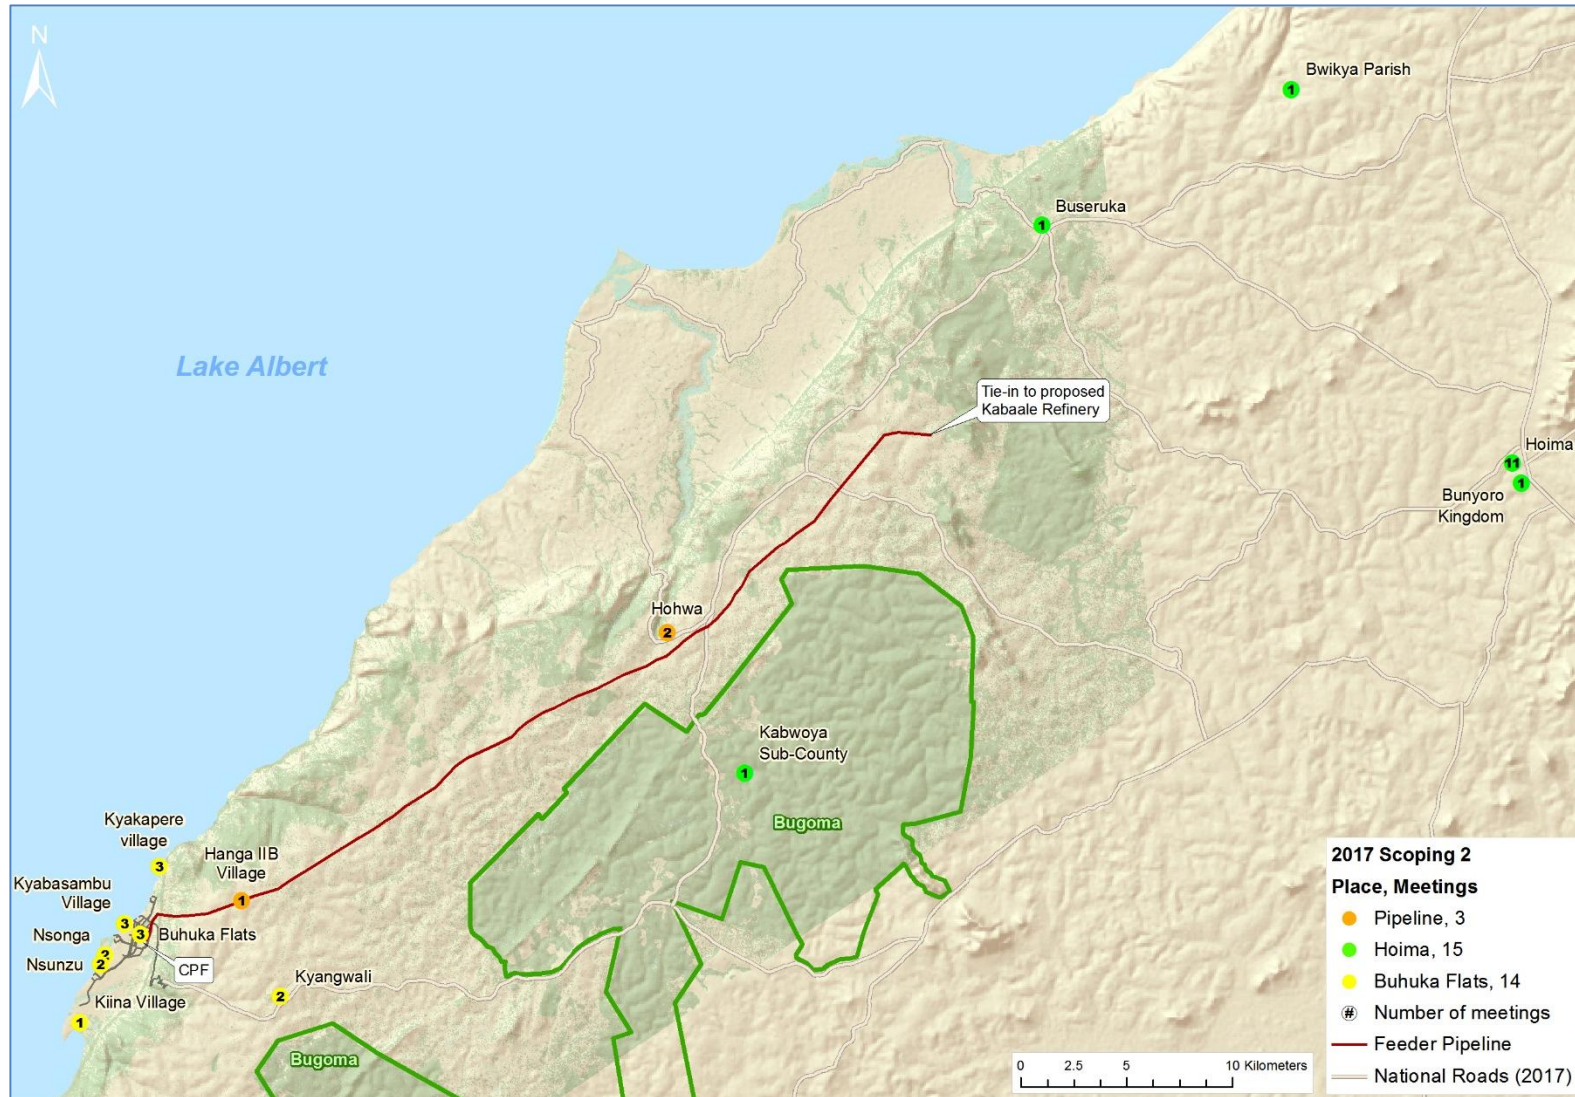 N
Bwikya Parish
1
Buseruka
1
Lake Albert
Tie-in to proposed
Kabaale Refinery
Hoima
11
1
Bunyoro
Kingdom
Hohwa
2
Kabwoya
Sub-County
1
Bugoma
Kyakapere
village
3
Hanga IIB
Village
1
Kyabasambu
Village
3
3
Buhuka Flats
Nsonga
2
Nsunzu
2
CPF
Kiina Village
1
Kyangwali
2
Bugoma
2017 Scoping 2
Place, Meetings
Pipeline, 3
Hoima, 15
Buhuka Flats, 14
# Number of meetings
Feeder Pipeline
National Roads (2017)
0 2.5 5 10 Kilometers